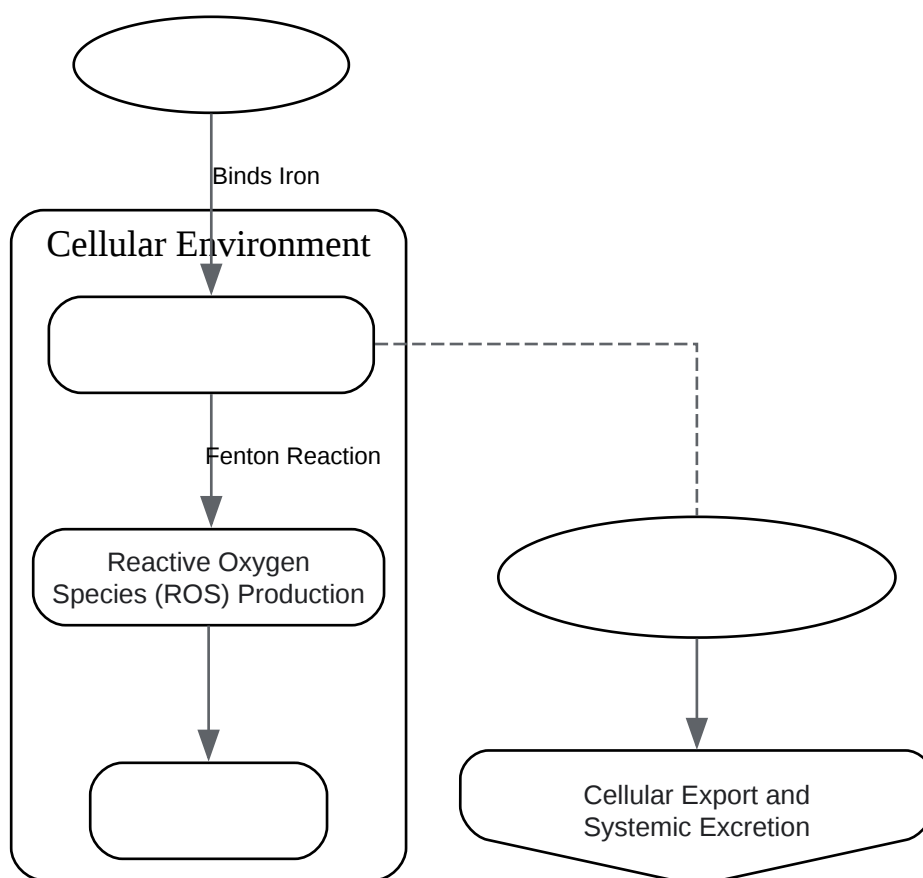 Binds Iron
Cellular Environment
Fenton Reaction
Reactive Oxygen
Species (ROS) Production
Cellular Export and
Systemic Excretion